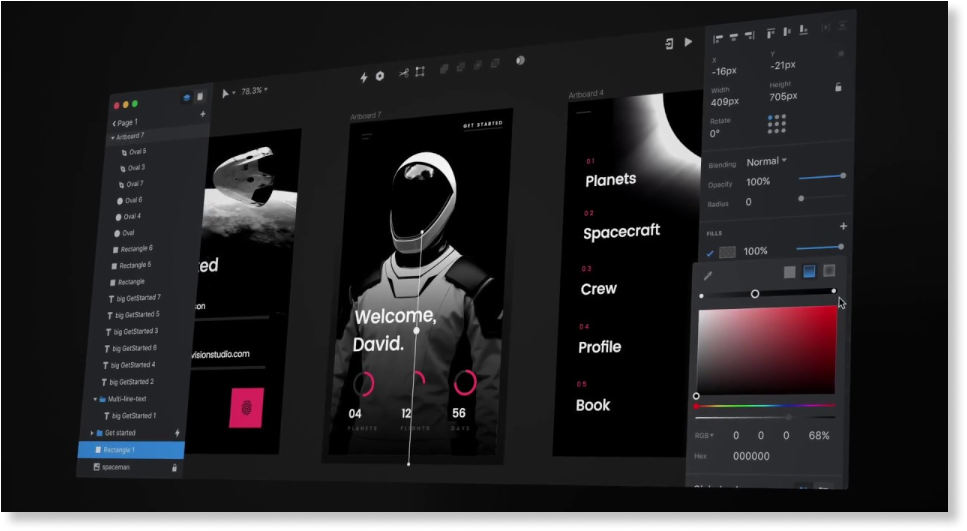 78.3%
Page 1
Artboard 7
Oval 5
Oval 3
Oval 7
Oval 6
Oval 4
Oval
Rectangle 6
Rectangle 5
Rectangle
big GetStarted 7
big GetStarted 5
big GetStarted 3
big GetStarted 6
big GetStarted 4
big GetStarted 2
Multi-line-text
big GetStarted 1
Get started
Rectangle 1
spaceman
ted
son
visionstudio.com
Artboard 7
GET STARTED
Welcome,
David.
04 12 56
PLANETS FLIGHTS DAYS
Artboard 4
01
Planets
02
Spacecraft
03
Crew
04
Profile
05
Book
X Y
-16px -21px
Width Height
409px 705px
Rotate
0°
Blending Normal
Opacity 100%
Radius 0
FILLS
100%
RGB 0 0 0 68%
Hex 000000